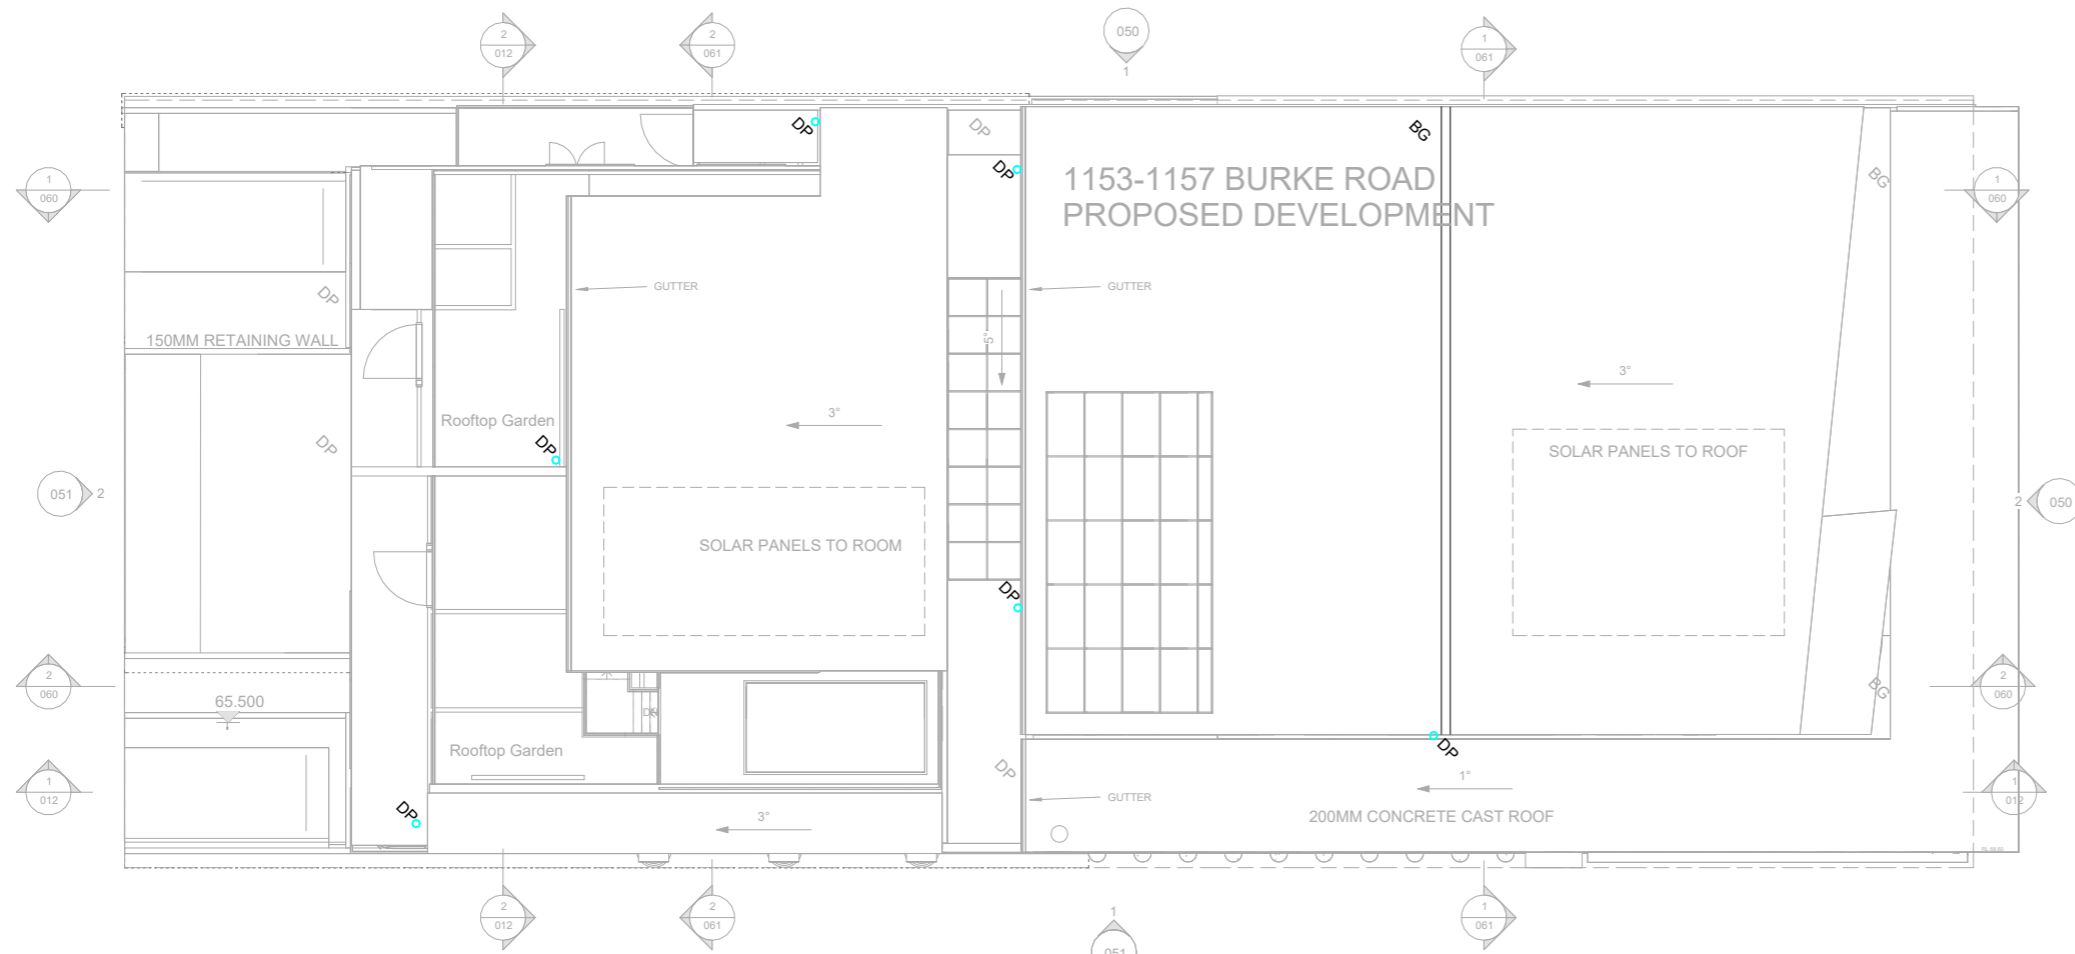 2
012
2
061
050
1
1
061
DP
DP
DP
BG
BG
1153-1157 BURKE ROAD
PROPOSED DEVELOPMENT
1
060
1
060
GUTTER
GUTTER
DP
5°
150MM RETAINING WALL
3°
3°
Rooftop Garden
DP
DP
SOLAR PANELS TO ROOF
051
2
2
050
SOLAR PANELS TO ROOM
DP
2
060
2
060
65.500
BG
Rooftop Garden
DP
DP
1
012
1°
1
012
GUTTER
DP
3°
200MM CONCRETE CAST ROOF
2
012
2
061
1
1
061
051